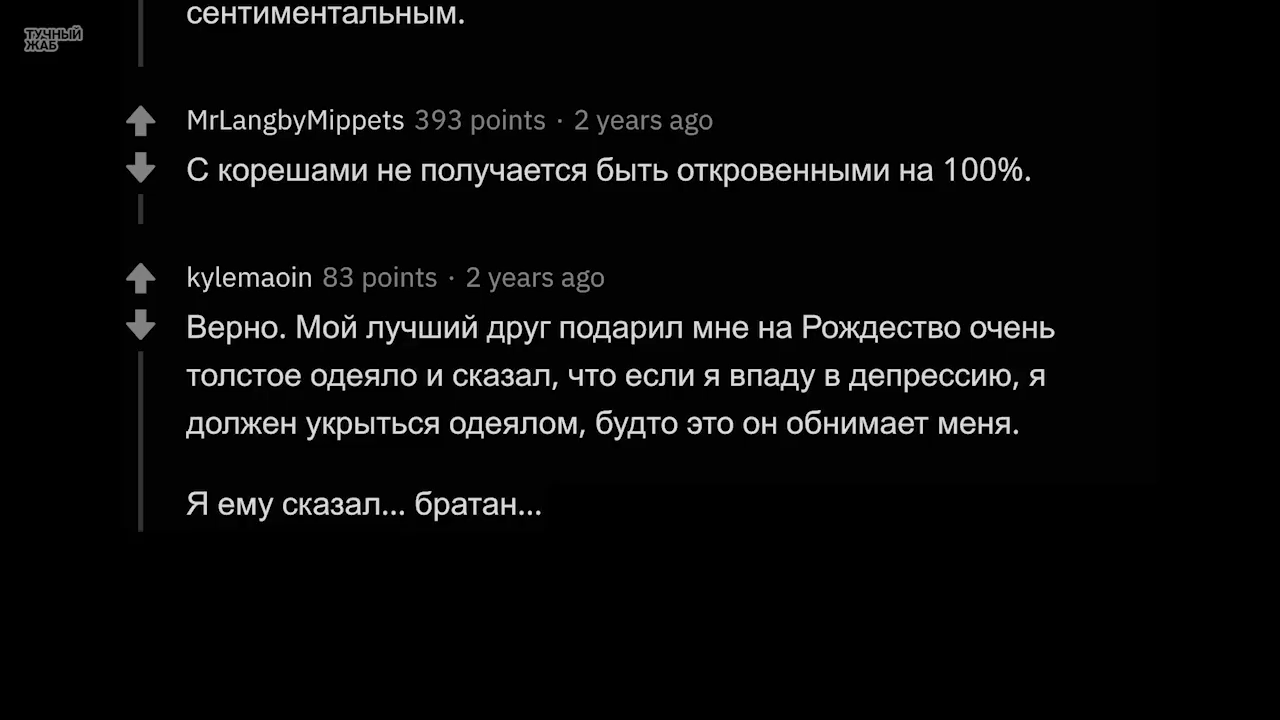 ТУЧНЫЙ
ЖАБ
сентиментальным.
MrLangbyMippets 393 points · 2 years ago
С корешами не получается быть откровенными на 100%.
kylemaoin 83 points · 2 years ago
Верно. Мой лучший друг подарил мне на Рождество очень
толстое одеяло и сказал, что если я впаду в депрессию, я
должен укрыться одеялом, будто это он обнимает меня.
Я ему сказал... братан...